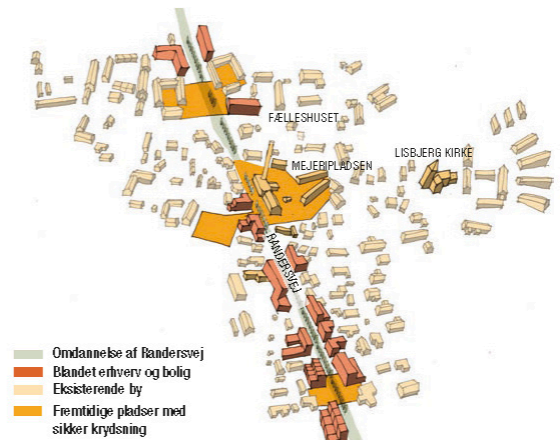 FÆLLESHUSET
MEJERIPLADSEN
LISBJERG KIRKE
RANDERSVEJ
Omdannelse af Randersvej
Blandet erhverv og bolig
Eksisterende by
Fremtidige pladser med
sikker krydsning